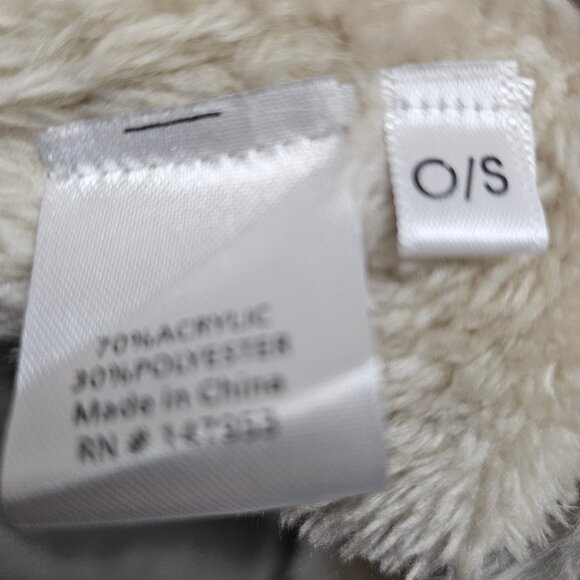 O/S
70%ACRYLIC
30%POLYESTER
Made in China
RN #